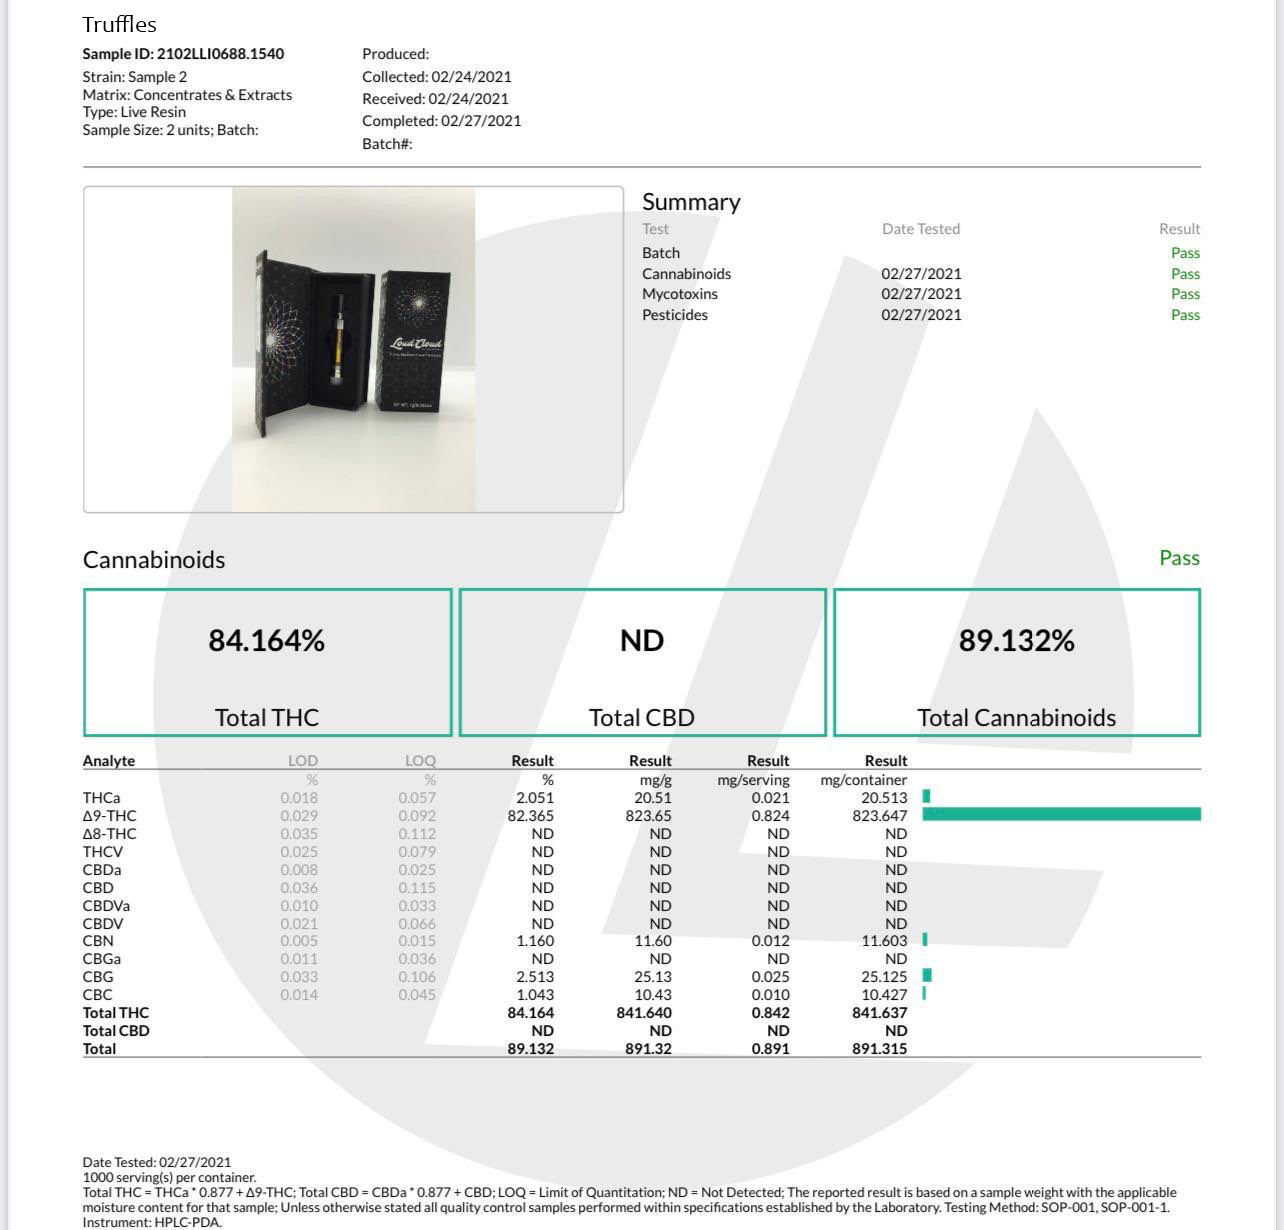 Truffles
Sample ID: 2102LLI0688.1540
Strain: Sample 2
Matrix: Concentrates & Extracts
Type: Live Resin
Sample Size: 2 units; Batch:
Produced:
Collected: 02/24/2021
Received: 02/24/2021
Completed: 02/27/2021
Batch#:
Loud Cloud
Summary
Test Date Tested Result
Batch Pass
Cannabinoids 02/27/2021 Pass
Mycotoxins 02/27/2021 Pass
Pesticides 02/27/2021 Pass
Cannabinoids Pass
84.164% ND 89.132%
Total THC Total CBD Total Cannabinoids
Analyte LOD LOQ Result Result Result Result
% % % mg/g mg/serving mg/container
THCa 0.018 0.057 2.051 20.51 0.021 20.513
Δ9-THC 0.029 0.092 82.365 823.65 0.824 823.647
Δ8-THC 0.035 0.112 ND ND ND ND
THCV 0.025 0.079 ND ND ND ND
CBDa 0.008 0.025 ND ND ND ND
CBD 0.036 0.115 ND ND ND ND
CBDVa 0.010 0.033 ND ND ND ND
CBDV 0.021 0.066 ND ND ND ND
CBN 0.005 0.015 1.160 11.60 0.012 11.603
CBGa 0.011 0.036 ND ND ND ND
CBG 0.033 0.106 2.513 25.13 0.025 25.125
CBC 0.014 0.045 1.043 10.43 0.010 10.427
Total THC 84.164 841.640 0.842 841.637
Total CBD ND ND ND ND
Total 89.132 891.32 0.891 891.315
Date Tested: 02/27/2021
1000 serving(s) per container.
Total THC = THCa * 0.877 + Δ9-THC; Total CBD = CBDa * 0.877 + CBD; LOQ = Limit of Quantitation; ND = Not Detected; The reported result is based on a sample weight with the applicable
moisture content for that sample; Unless otherwise stated all quality control samples performed within specifications established by the Laboratory. Testing Method: SOP-001, SOP-001-1.
Instrument: HPLC-PDA.